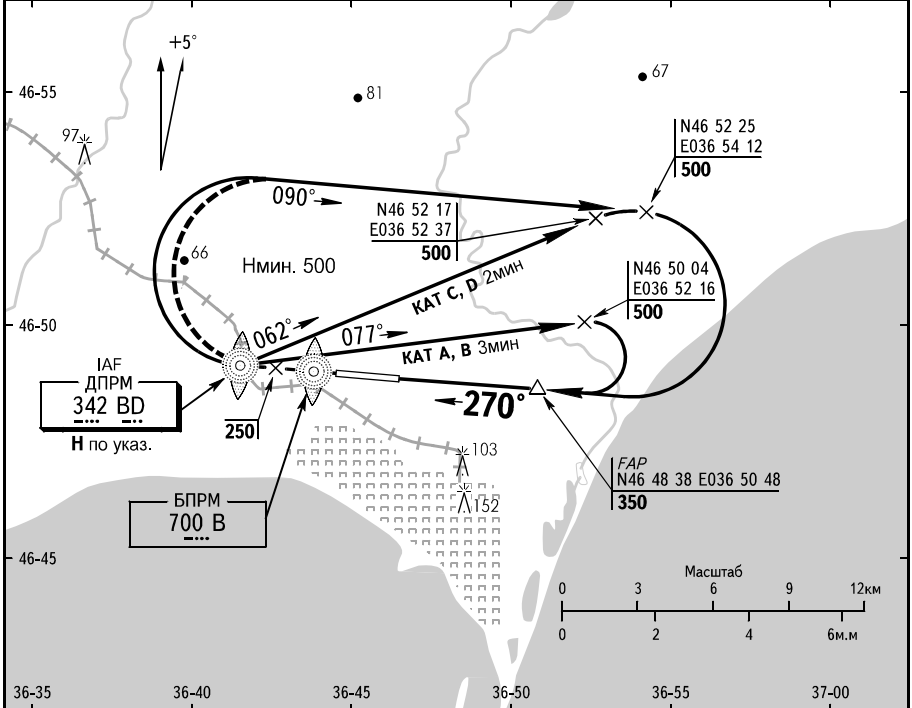 +5°
81
67
46-55
97
N46 52 25
E036 54 12
500
090°
N46 52 17
E036 52 37
500
66
Нмин. 500
КАТ C, D 2мин
N46 50 04
E036 52 16
500
46-50
062°
077°
КАТ A, B 3мин
IAF
ДПРМ
342 BD
Н по указ.
250
270°
103
FAP
N46 48 38 E036 50 48
350
БПРМ
700 В
152
46-45
Масштаб
0 3 6 9 12км
0 2 4 6м.м
36-35 36-40 36-45 36-50 36-55 37-00